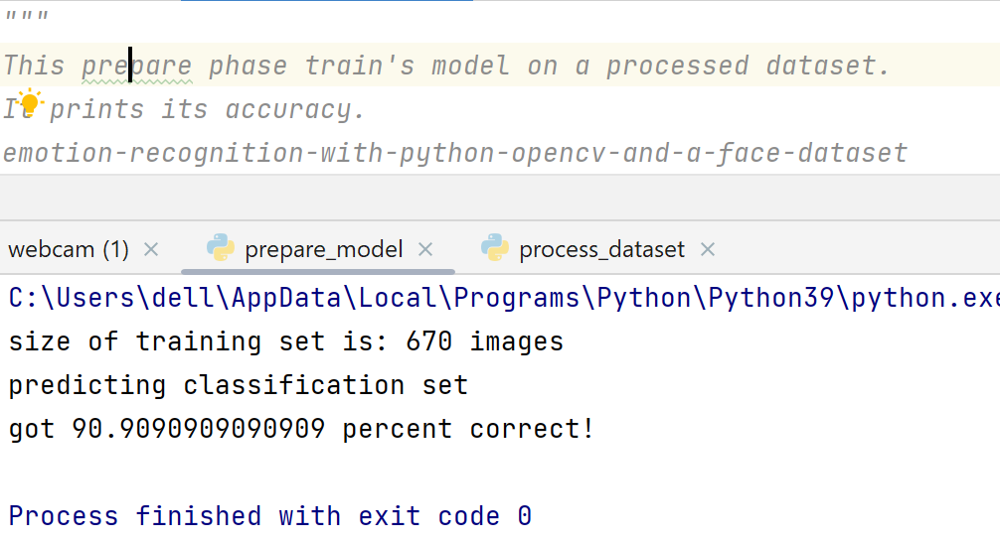 """
This prepare phase train's model on a processed dataset.
It prints its accuracy.
emotion-recognition-with-python-opencv-and-a-face-dataset
webcam (1) × prepare_model × process_dataset ×
C:\Users\dell\AppData\Local\Programs\Python\Python39\python.exe
size of training set is: 670 images
predicting classification set
got 90.9090909090909 percent correct!
Process finished with exit code 0